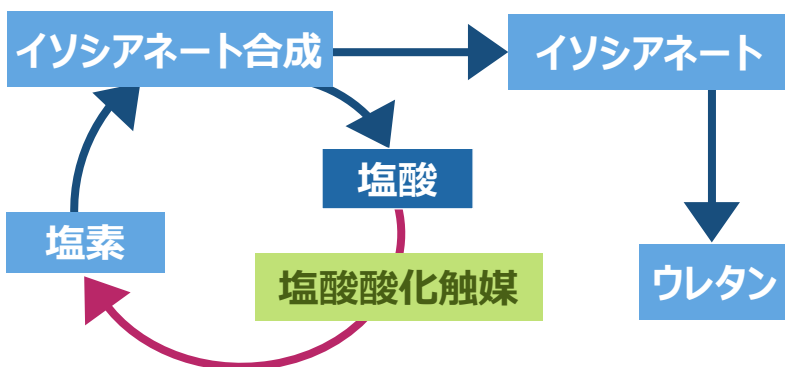 イソシアネート合成
イソシアネート
塩酸
塩素
塩酸酸化触媒
ウレタン